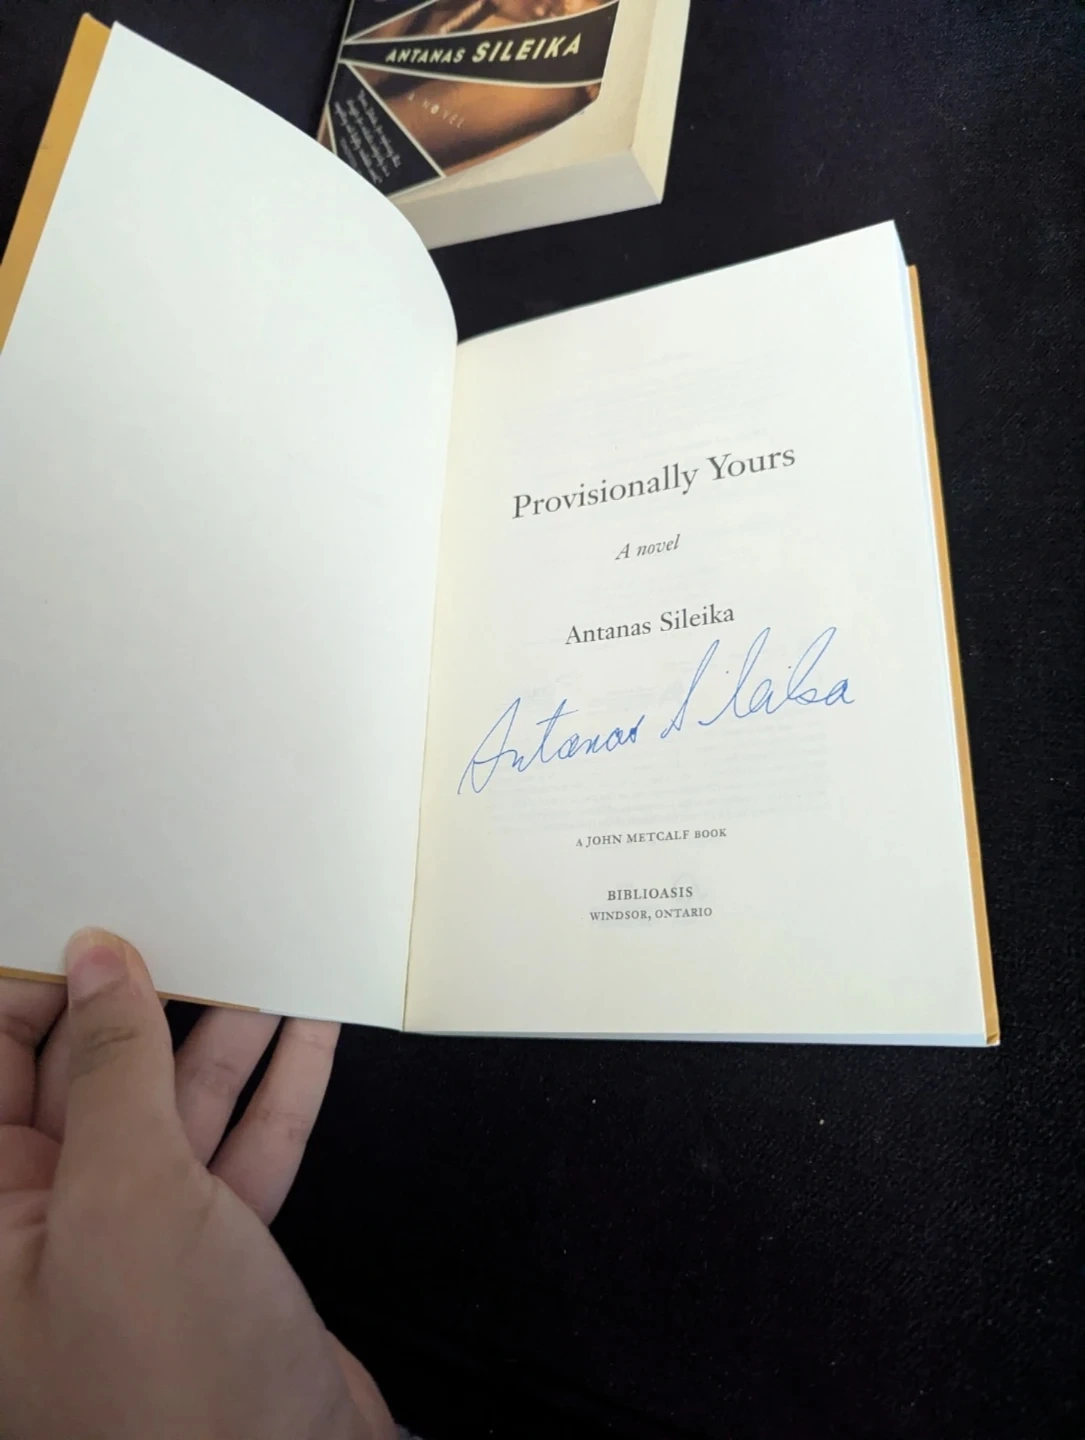 ANTANAS SILEIKA
A NOVEL
Provisionally Yours
A novel
Antanas Sileika
Antanas Sileika
A JOHN METCALF BOOK
BIBLIOASIS
WINDSOR, ONTARIO